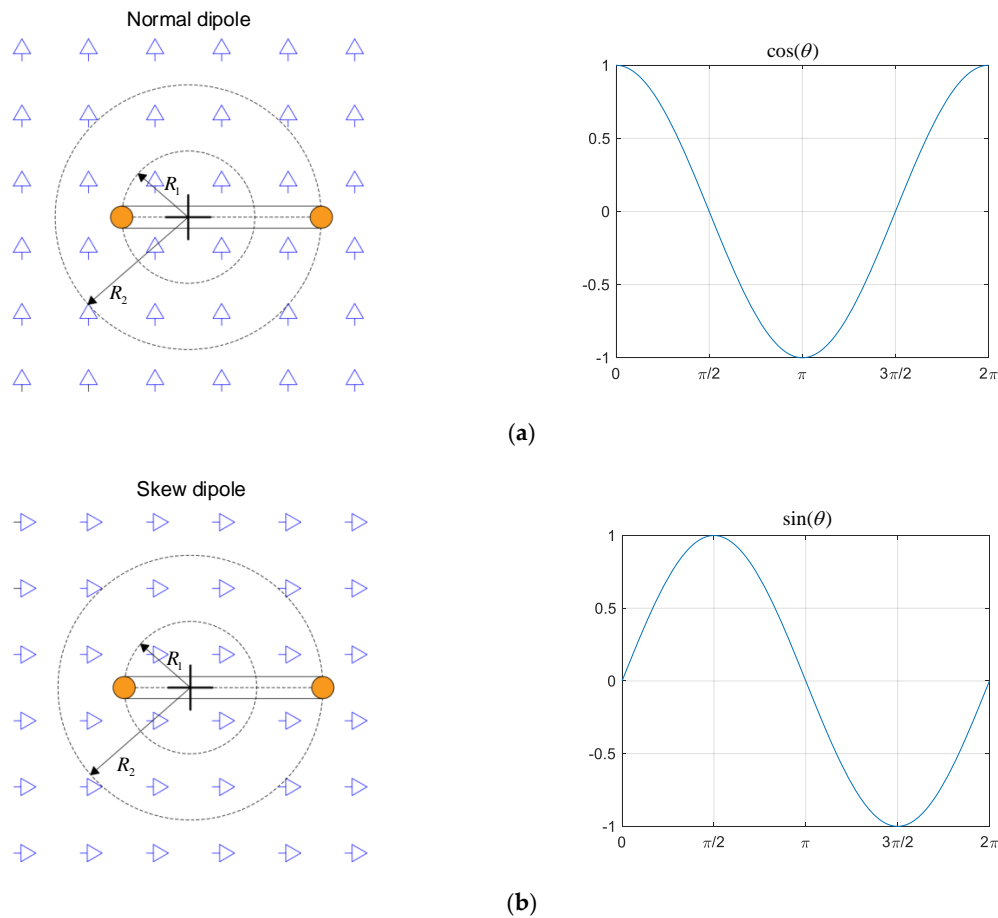 Normal dipole
R1
R2
cos(θ)
1
0.5
0
-0.5
-1
0 π/2 π 3π/2 2π
(a)
Skew dipole
R1
R2
sin(θ)
1
0.5
0
-0.5
-1
0 π/2 π 3π/2 2π
(b)